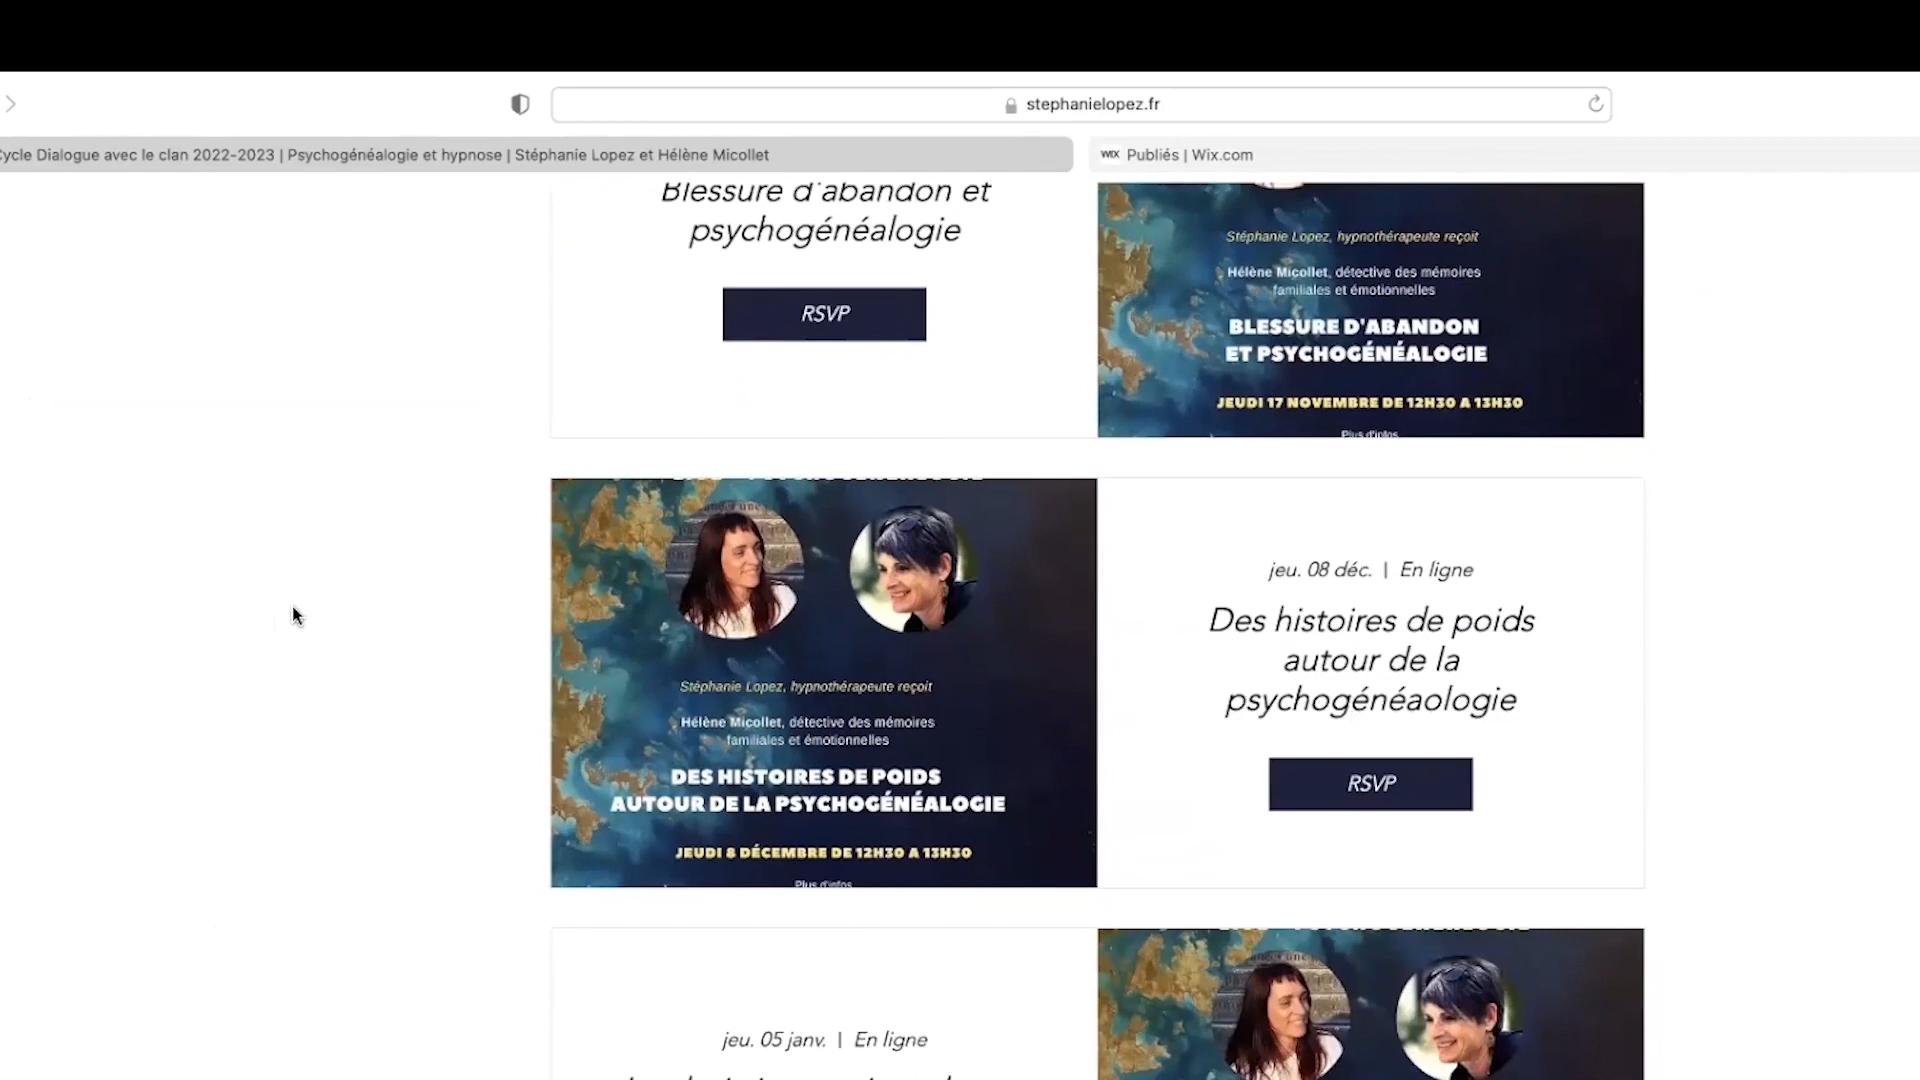 stephanielopez.fr
Cycle Dialogue avec le clan 2022-2023 | Psychogénéalogie et hypnose | Stéphanie Lopez et Hélène Micollet
WIX Publiés | Wix.com
Blessure d'abandon et
psychogénéalogie
RSVP
Stéphanie Lopez, hypnothérapeute reçoit
Hélène Micollet, détective des mémoires
familiales et émotionnelles
BLESSURE D'ABANDON
ET PSYCHOGÉNÉALOGIE
JEUDI 17 NOVEMBRE DE 12H30 A 13H30
Plus d'infos
Stéphanie Lopez, hypnothérapeute reçoit
Hélène Micollet, détective des mémoires
familiales et émotionnelles
DES HISTOIRES DE POIDS
AUTOUR DE LA PSYCHOGÉNÉALOGIE
JEUDI 8 DÉCEMBRE DE 12H30 A 13H30
Plus d'infos
jeu. 08 déc. | En ligne
Des histoires de poids
autour de la
psychogénéaologie
RSVP
jeu. 05 janv. | En ligne